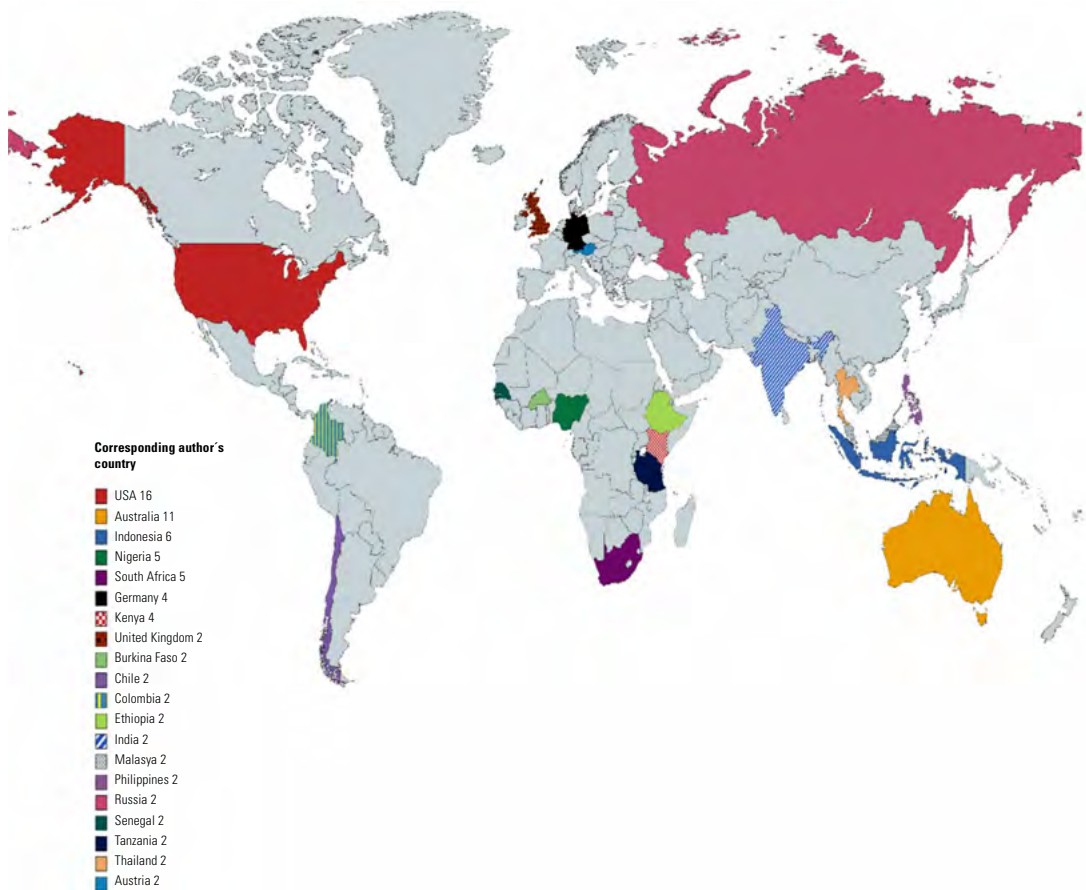 Corresponding author´s
country
USA 16
Australia 11
Indonesia 6
Nigeria 5
South Africa 5
Germany 4
Kenya 4
United Kingdom 2
Burkina Faso 2
Chile 2
Colombia 2
Ethiopia 2
India 2
Malasya 2
Philippines 2
Russia 2
Senegal 2
Tanzania 2
Thailand 2
Austria 2